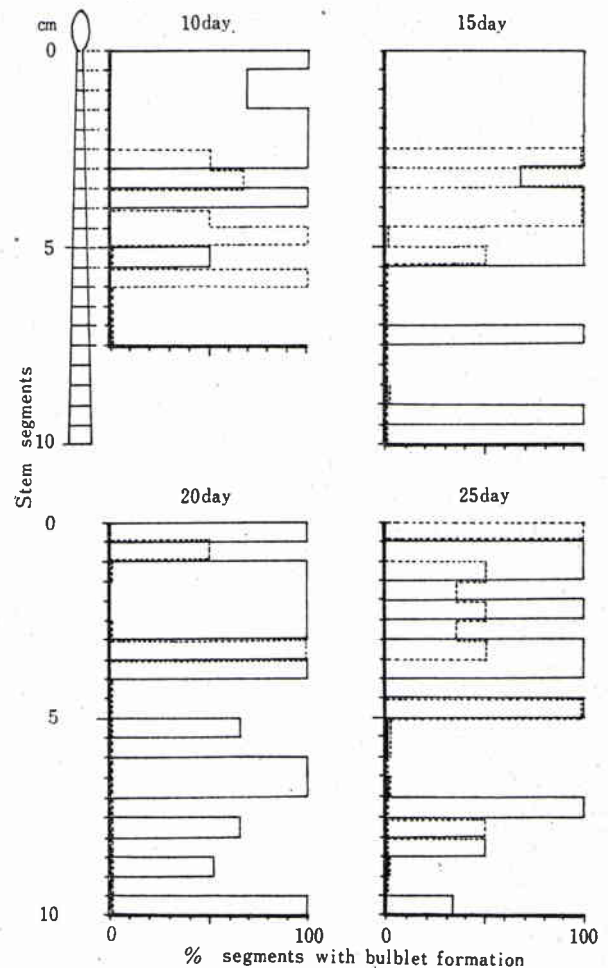 cm
10day
15day
0
5
10
Stem segments
20day
25day
0
5
10
0
100
0
100
% segments with bulblet formation